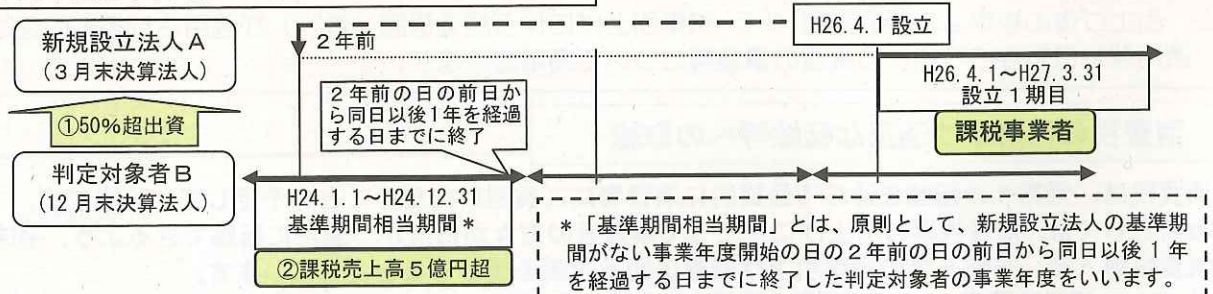 H26.4.1 設立
新規設立法人A
(3月末決算法人)
2年前
H26.4.1~H27.3.31
設立1期目
課税事業者
①50%超出資
2年前の日の前日か
ら同日以後1年を経過
する日までに終了
判定対象者B
(12月末決算法人)
H24.1.1~H24.12.31
基準期間相当期間*
②課税売上高5億円超
*「基準期間相当期間」とは、原則として、新規設立法人の基準期
間がない事業年度開始の日の2年前の日の前日から同日以後1年
を経過する日までに終了した判定対象者の事業年度をいいます。